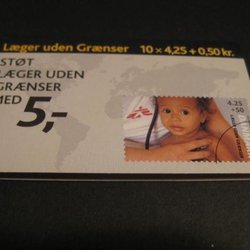 Læger uden Grænser   10 x 4,25 + 0,50 kr.
STØT
LÆGER UDEN
GRÆNSER
MED 5,-
4.25
+50